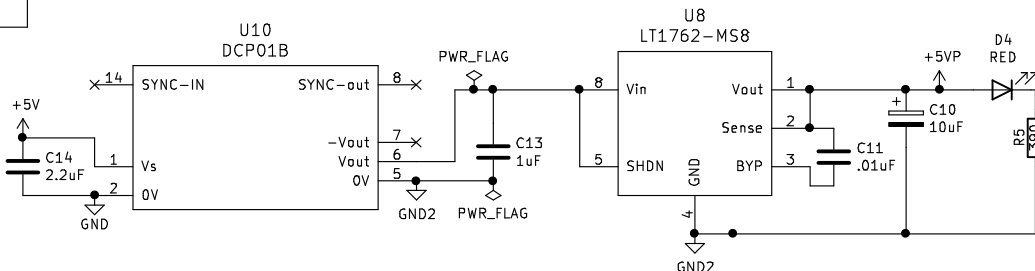 U10
DCP01B
14
SYNC-IN
SYNC-out
8
+5V
C14
2.2uF
1
Vs
2
0V
GND
-Vout
7
Vout
6
0V
5
GND2
PWR_FLAG
C13
1uF
PWR_FLAG
U8
LT1762-MS8
8
Vin
5
SHDN
Vout
1
Sense
2
BYP
3
GND
4
GND2
C11
.01uF
+
C10
10uF
+5VP
D4
RED
R5
390